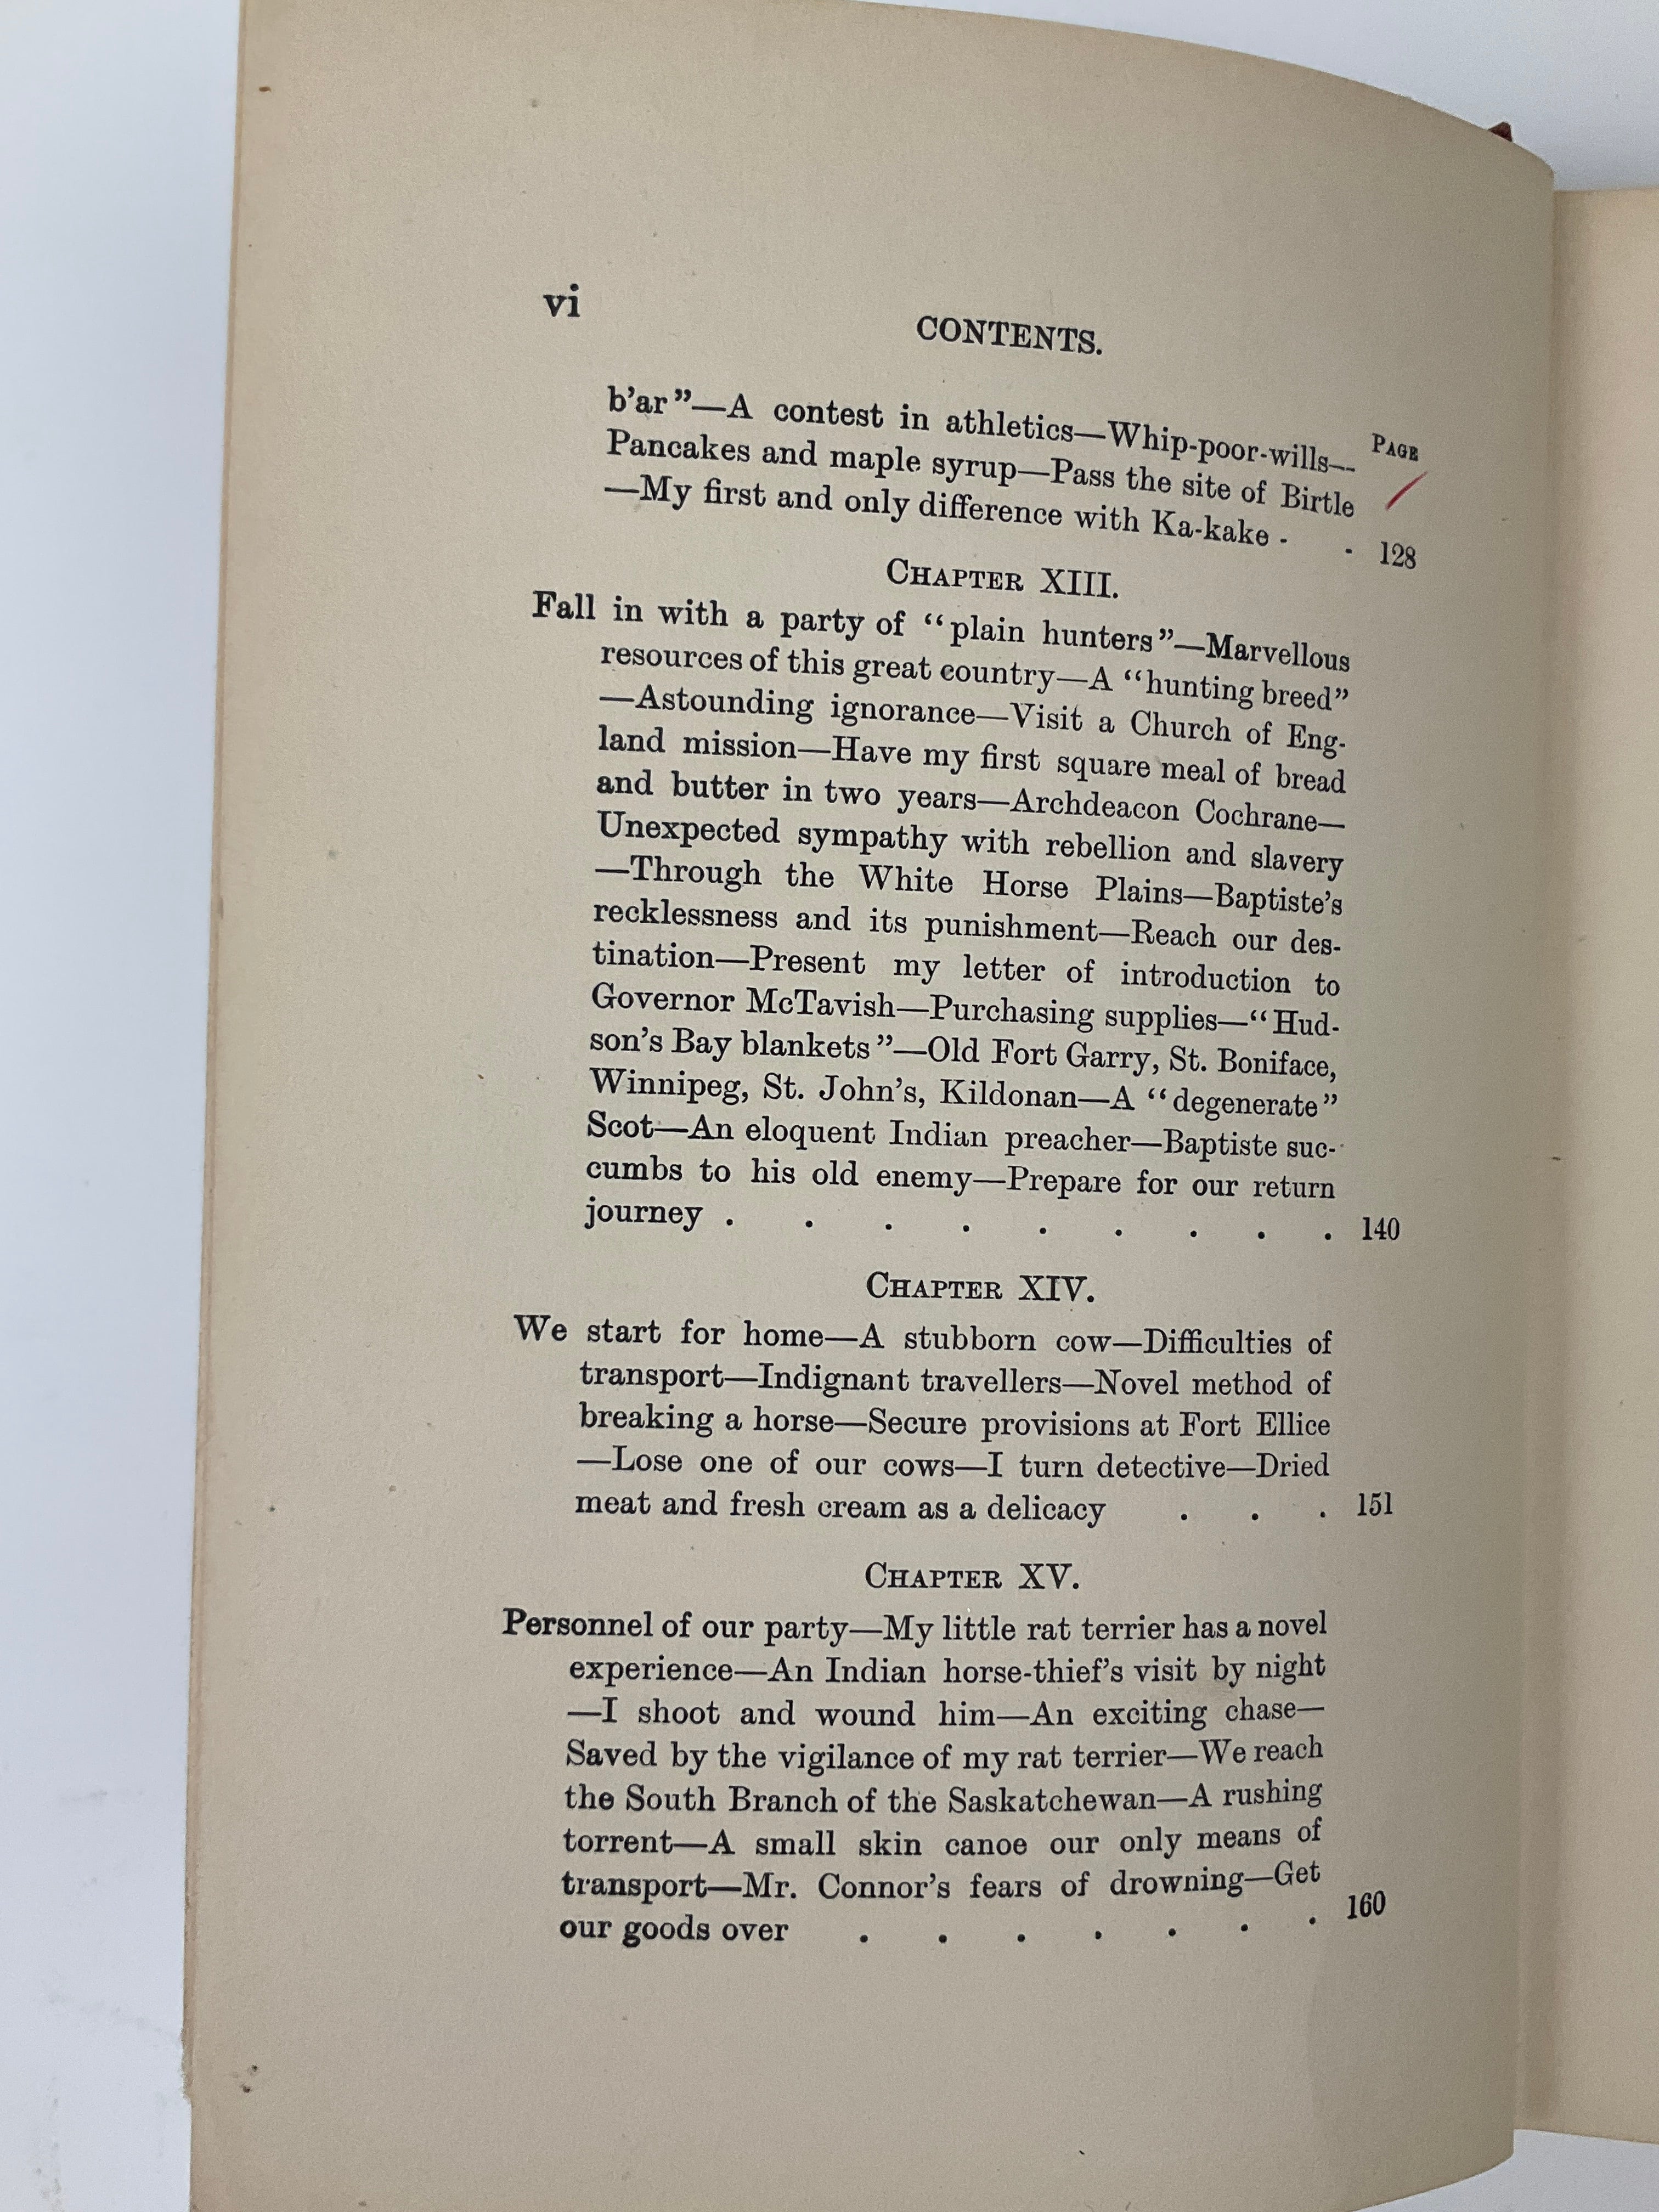 vi
CONTENTS.
PAGE
b'ar”—A contest in athletics—Whip-poor-wills—
Pancakes and maple syrup—Pass the site of Birtle
—My first and only difference with Ka-kake - - 128
CHAPTER XIII.
Fall in with a party of “plain hunters”—Marvellous
resources of this great country—A “hunting breed”
—Astounding ignorance—Visit a Church of Eng-
land mission—Have my first square meal of bread
and butter in two years—Archdeacon Cochrane—
Unexpected sympathy with rebellion and slavery
—Through the White Horse Plains—Baptiste's
recklessness and its punishment—Reach our des-
tination—Present my letter of introduction to
Governor McTavish—Purchasing supplies—“Hud-
son's Bay blankets”—Old Fort Garry, St. Boniface,
Winnipeg, St. John's, Kildonan—A “degenerate”
Scot—An eloquent Indian preacher—Baptiste suc-
cumbs to his old enemy—Prepare for our return
journey . . . . . . . . . 140
CHAPTER XIV.
We start for home—A stubborn cow—Difficulties of
transport—Indignant travellers—Novel method of
breaking a horse—Secure provisions at Fort Ellice
—Lose one of our cows—I turn detective—Dried
meat and fresh cream as a delicacy . . . 151
CHAPTER XV.
Personnel of our party—My little rat terrier has a novel
experience—An Indian horse-thief's visit by night
—I shoot and wound him—An exciting chase—
Saved by the vigilance of my rat terrier—We reach
the South Branch of the Saskatchewan—A rushing
torrent—A small skin canoe our only means of
transport—Mr. Connor's fears of drowning—Get
our goods over . . . . . . . 160